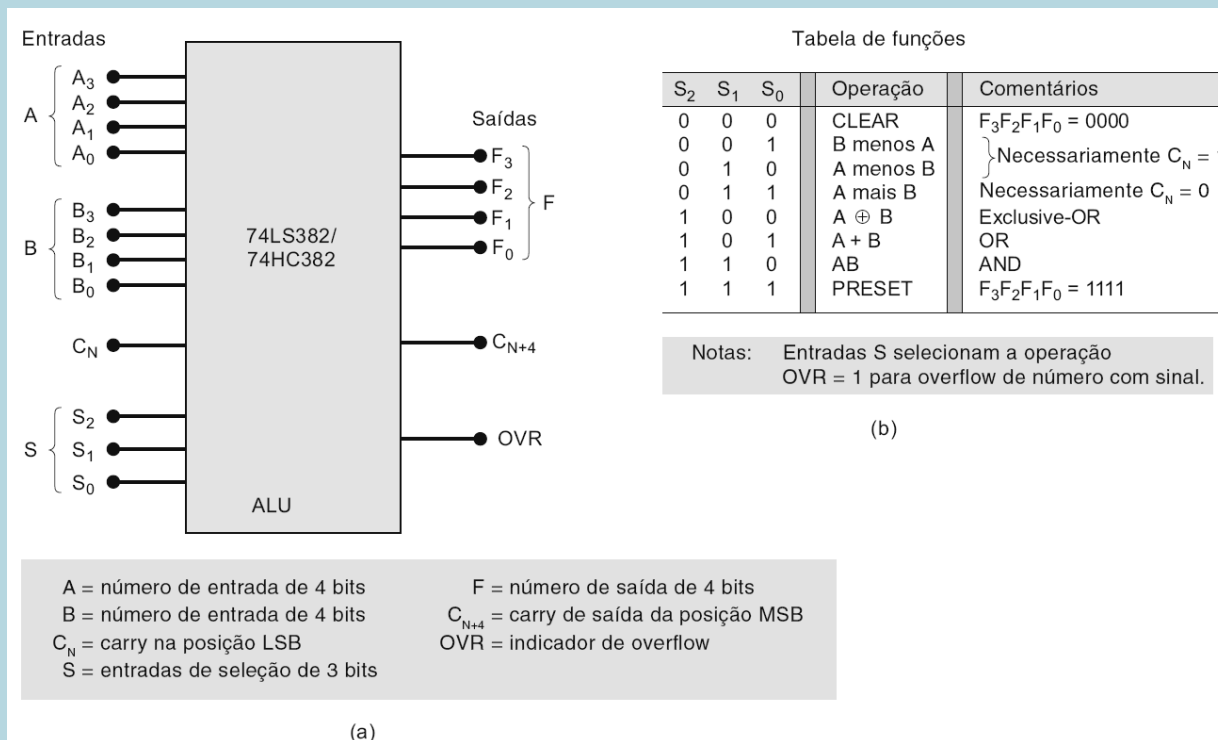 Entradas
A
A3
A2
A1
A0
B
B3
B2
B1
B0
CN
S
S2
S1
S0
74LS382/
74HC382
ALU
Saídas
F3
F2
F1
F0
F
CN+4
OVR
A = número de entrada de 4 bits
B = número de entrada de 4 bits
CN = carry na posição LSB
S = entradas de seleção de 3 bits
F = número de saída de 4 bits
CN+4 = carry de saída da posição MSB
OVR = indicador de overflow
(a)
Tabela de funções
S2 S1 S0 Operação Comentários
0 0 0 CLEAR F3F2F1F0 = 0000
0 0 1 B menos A
0 1 0 A menos B
Necessariamente CN =
0 1 1 A mais B Necessariamente CN = 0
1 0 0 A ⊕ B Exclusive-OR
1 0 1 A + B OR
1 1 0 AB AND
1 1 1 PRESET F3F2F1F0 = 1111
Notas: Entradas S selecionam a operação
OVR = 1 para overflow de número com sinal.
(b)